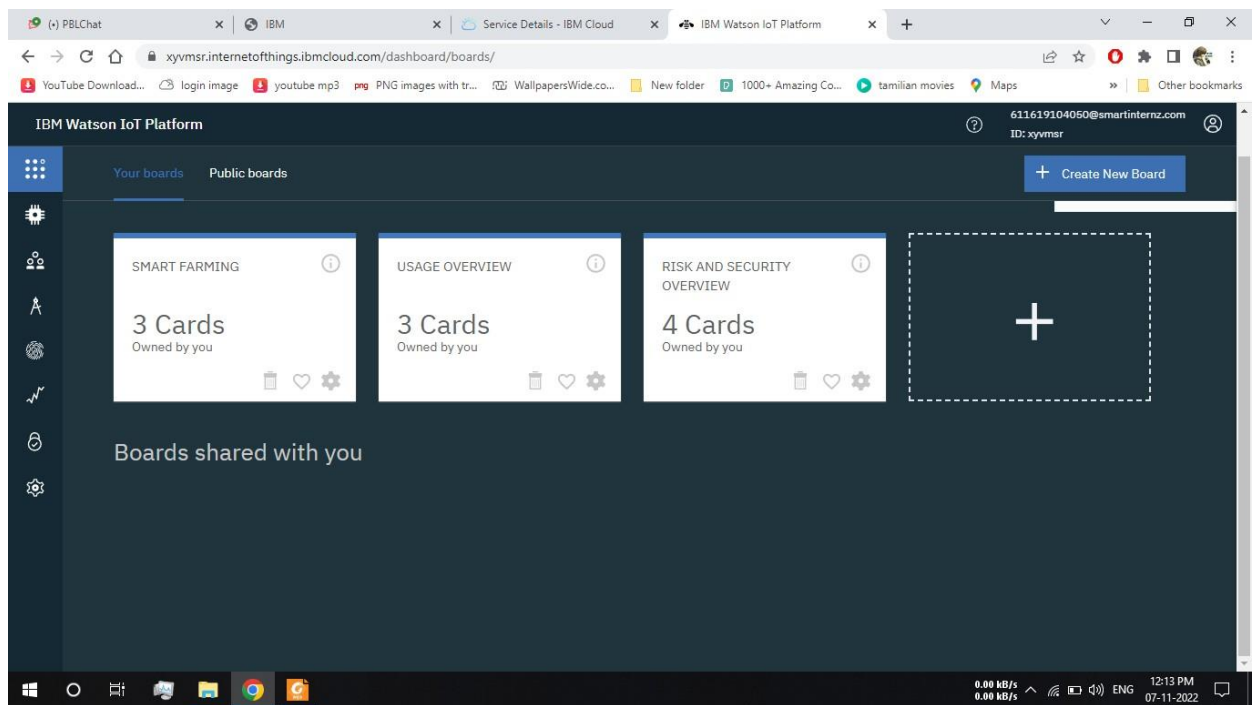 (•) PBLChat
IBM
Service Details - IBM Cloud
IBM Watson IoT Platform
xyvmsr.internetofthings.ibmcloud.com/dashboard/boards/
YouTube Download... login image youtube mp3 png PNG images with tr... WallpapersWide.co... New folder D 1000+ Amazing Co... tamilian movies Maps » Other bookmarks
IBM Watson IoT Platform
611619104050@smartinternz.com
ID: xyvmsr
Your boards Public boards
+ Create New Board
SMART FARMING
3 Cards
Owned by you
USAGE OVERVIEW
3 Cards
Owned by you
RISK AND SECURITY
OVERVIEW
4 Cards
Owned by you
Boards shared with you
0.00 kB/s
0.00 kB/s
ENG
12:13 PM
07-11-2022